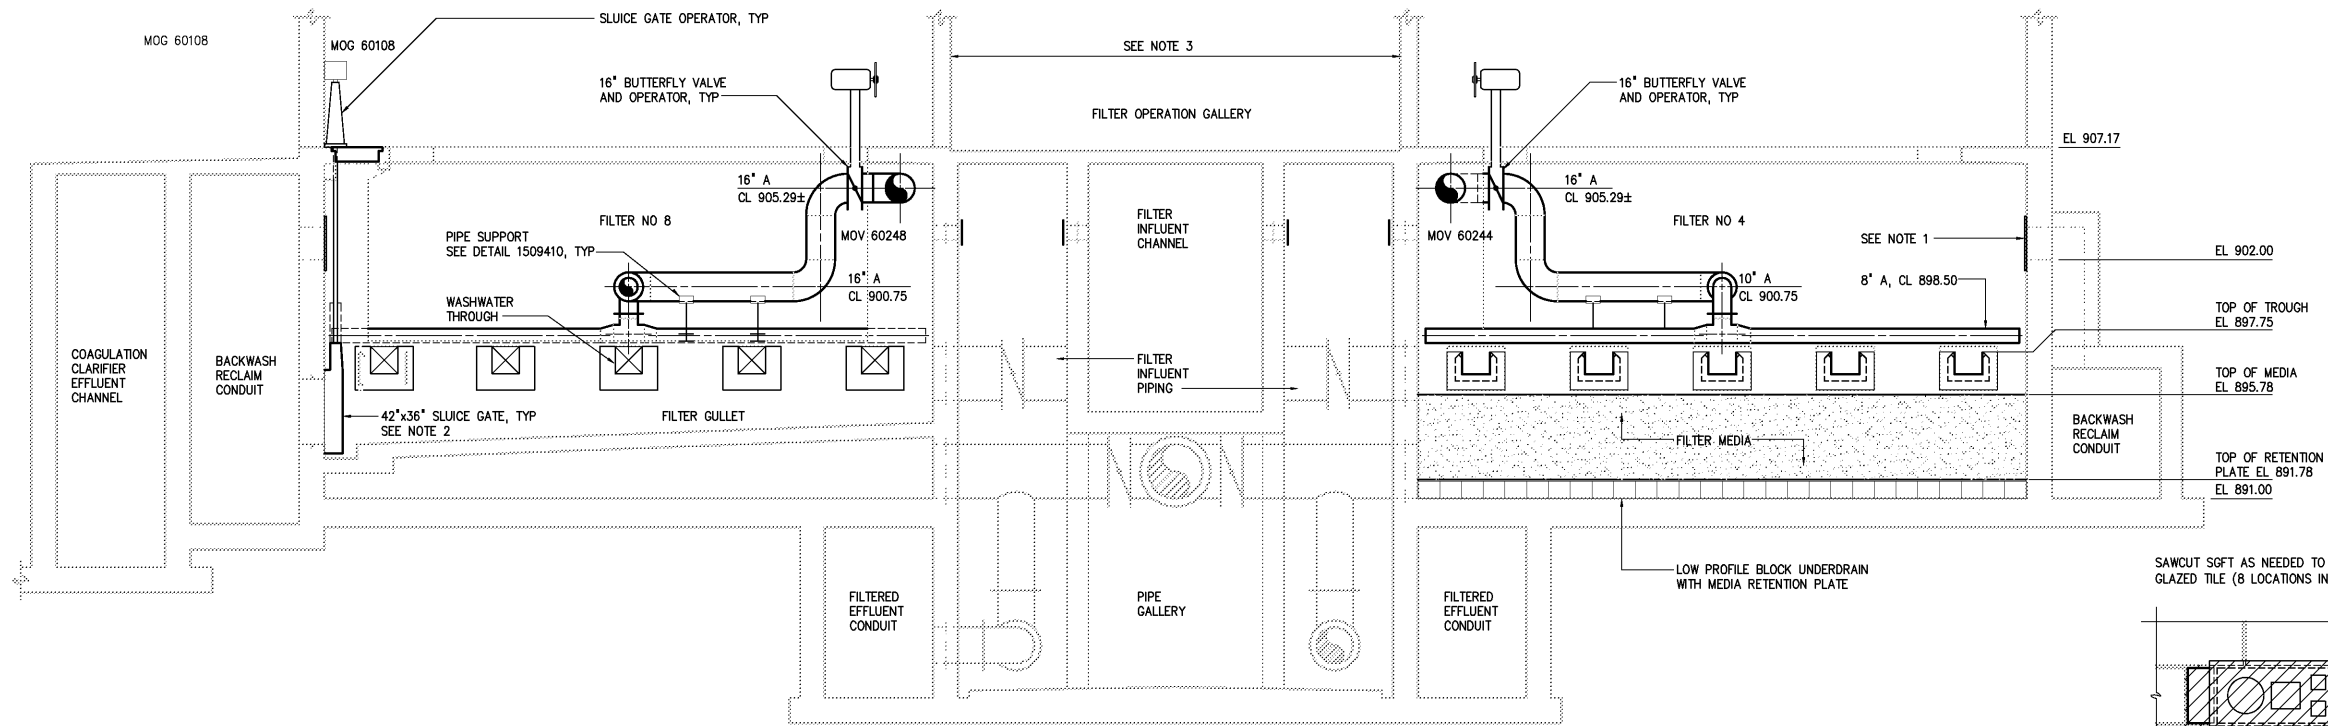 MOG 60108
MOG 60108
SLUICE GATE OPERATOR, TYP
16" BUTTERFLY VALVE
AND OPERATOR, TYP
SEE NOTE 3
FILTER OPERATION GALLERY
16" BUTTERFLY VALVE
AND OPERATOR, TYP
EL 907.17
16" A
CL 905.29±
FILTER NO 8
MOV 60248
PIPE SUPPORT
SEE DETAIL 1509410, TYP
16" A
CL 900.75
WASHWATER
THROUGH
FILTER
INFLUENT
CHANNEL
16" A
CL 905.29±
MOV 60244
FILTER NO 4
SEE NOTE 1
10" A
CL 900.75
8" A, CL 898.50
EL 902.00
TOP OF TROUGH
EL 897.75
COAGULATION
CLARIFIER
EFFLUENT
CHANNEL
BACKWASH
RECLAIM
CONDUIT
42"x36" SLUICE GATE, TYP
SEE NOTE 2
FILTER GULLET
FILTER
INFLUENT
PIPING
TOP OF MEDIA
EL 895.78
FILTER MEDIA
BACKWASH
RECLAIM
CONDUIT
TOP OF RETENTION
PLATE EL 891.78
EL 891.00
FILTERED
EFFLUENT
CONDUIT
PIPE
GALLERY
FILTERED
EFFLUENT
CONDUIT
LOW PROFILE BLOCK UNDERDRAIN
WITH MEDIA RETENTION PLATE
SAWCUT SGFT AS NEEDED TO
GLAZED TILE (8 LOCATIONS IN